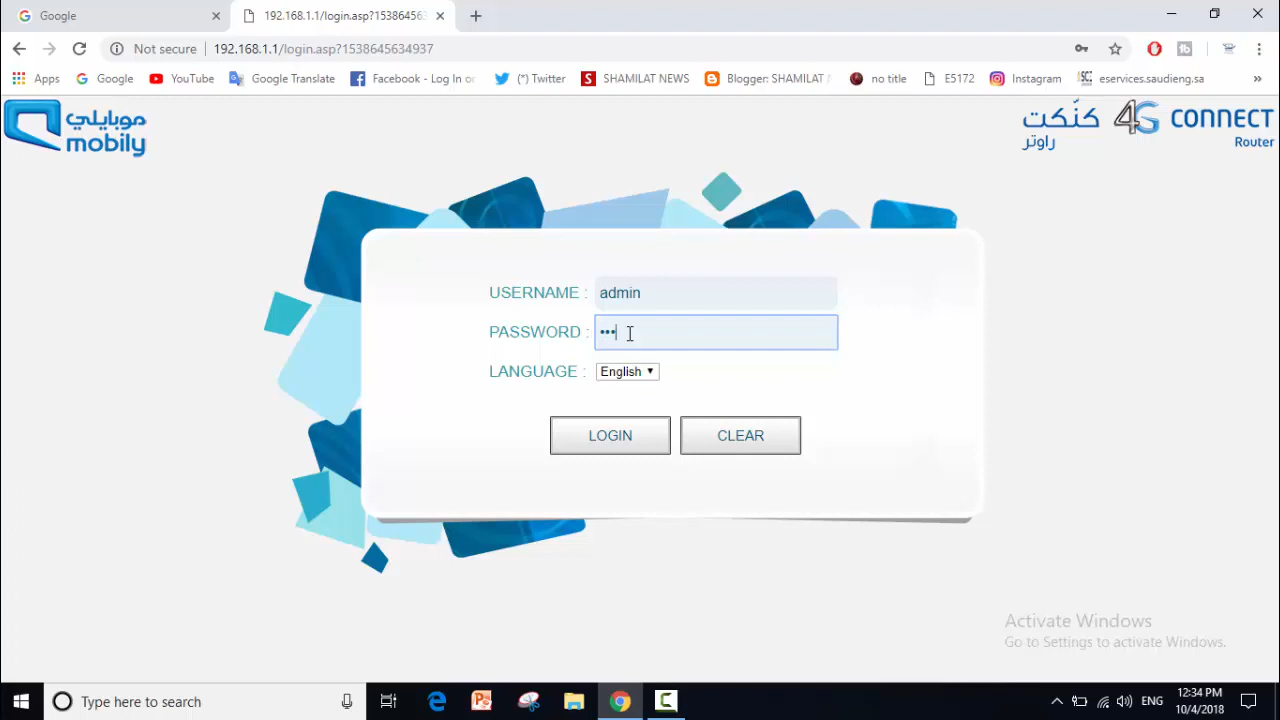 Google
192.168.1.1/login.asp?153864563
Not secure
192.168.1.1/login.asp?1538645634937
Apps
Google
YouTube
Google Translate
Facebook - Log In or
(*) Twitter
S
SHAMILAT NEWS
Blogger: SHAMILAT
no title
E5172
Instagram
eservices.saudieng.sa
»
موبايلي
mobily
كنّكت
راوتر
4G CONNECT
Router
USERNAME : admin
PASSWORD : •••
LANGUAGE : English
LOGIN
CLEAR
Activate Windows
Go to Settings to activate Windows.
Type here to search
ENG
12:34 PM
10/4/2018